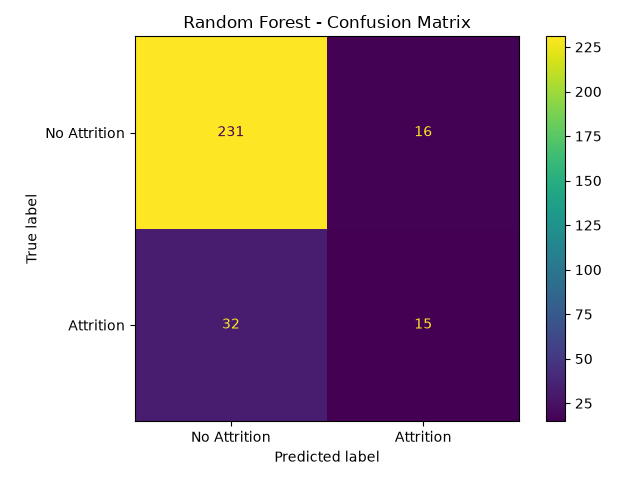 Random Forest - Confusion Matrix
True label
No Attrition
Attrition
231
16
32
15
No Attrition
Attrition
Predicted label
225
200
175
150
125
100
75
50
25